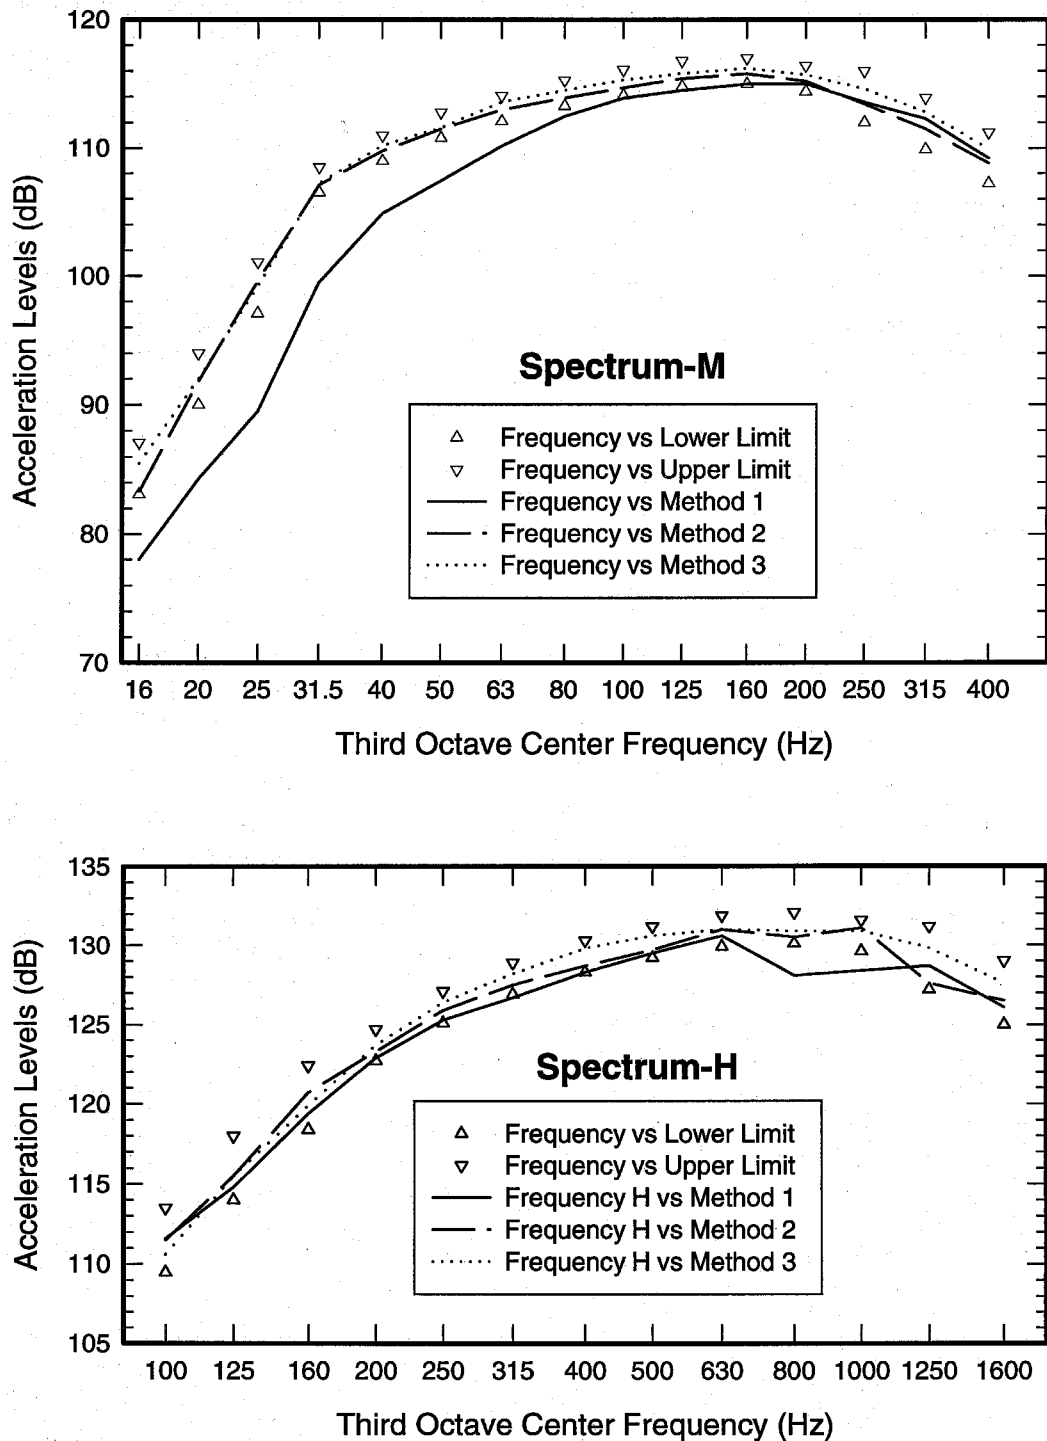 120
110
100
90
80
70
Acceleration Levels (dB)
Spectrum-M
Frequency vs Lower Limit
Frequency vs Upper Limit
Frequency vs Method 1
Frequency vs Method 2
Frequency vs Method 3
16 20 25 31.5 40 50 63 80 100 125 160 200 250 315 400
Third Octave Center Frequency (Hz)
135
130
125
120
115
110
105
Acceleration Levels (dB)
Spectrum-H
Frequency vs Lower Limit
Frequency vs Upper Limit
Frequency H vs Method 1
Frequency H vs Method 2
Frequency H vs Method 3
100 125 160 200 250 315 400 500 630 800 1000 1250 1600
Third Octave Center Frequency (Hz)